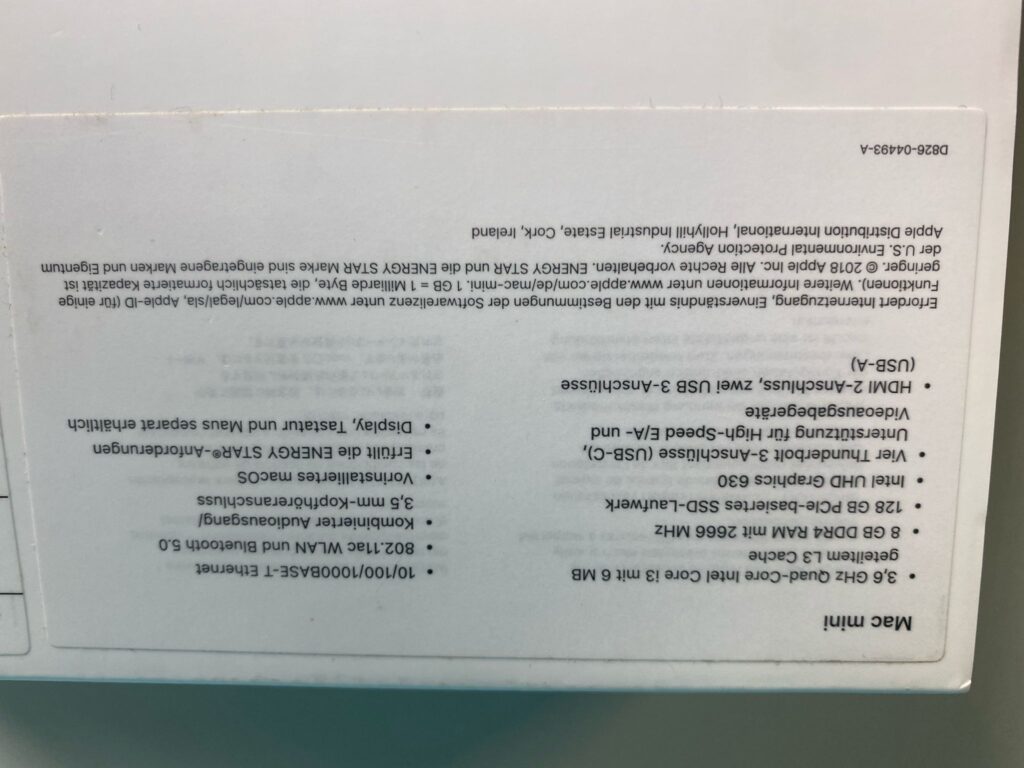 Mac mini
• 3,6 GHz Quad-Core Intel Core i3 mit 6 MB
geteiltem L3 Cache
• 8 GB DDR4 RAM mit 2666 MHz
• 128 GB PCIe-basiertes SSD-Laufwerk
• Intel UHD Graphics 630
• Vier Thunderbolt 3-Anschlüsse (USB-C),
Unterstützung für High-Speed E/A- und
Videoausgabegeräte
• HDMI 2-Anschluss, zwei USB 3-Anschlüsse
(USB-A)
• 10/100/1000BASE-T Ethernet
• 802.11ac WLAN und Bluetooth 5.0
• Kombinierter Audioausgang/
3,5 mm-Kopfhöreranschluss
• Vorinstalliertes macOS
• Erfüllt die ENERGY STAR®-Anforderungen
• Display, Tastatur und Maus separat erhältlich
Erfordert Internetzugang, Einverständnis mit den Bestimmungen der Softwarelizenz unter www.apple.com/legal/sla, Apple-ID (für einige
Funktionen). Weitere Informationen unter www.apple.com/de/mac-mini. 1 GB = 1 Milliarde Byte, die tatsächlich formatierte Kapazität ist
geringer. © 2018 Apple Inc. Alle Rechte vorbehalten. ENERGY STAR und die ENERGY STAR Marke sind eingetragene Marken und Eigentum
der U.S. Environmental Protection Agency.
Apple Distribution International, Hollyhill Industrial Estate, Cork, Ireland
D826-04493-A